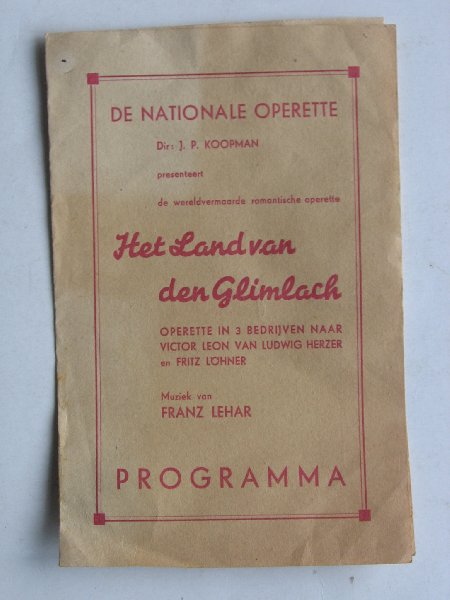 DE NATIONALE OPERETTE
Dir: J. P. KOOPMAN
presenteert
de wereldvermaarde romantische operette
Het Land van
den Glimlach
OPERETTE IN 3 BEDRIJVEN NAAR
VICTOR LEON VAN LUDWIG HERZER
en FRITZ LÖHNER
Muziek van
FRANZ LEHAR
PROGRAMMA